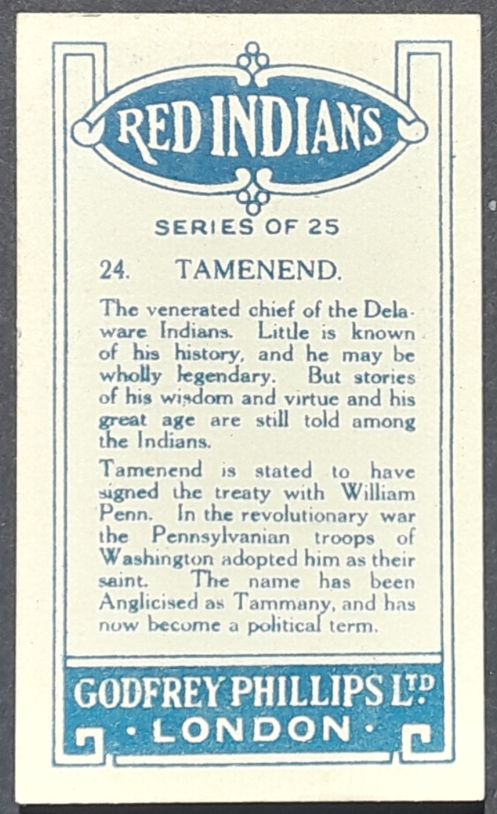 RED INDIANS
SERIES OF 25
24. TAMENEND.
The venerated chief of the Dela-
ware Indians. Little is known
of his history, and he may be
wholly legendary. But stories
of his wisdom and virtue and his
great age are still told among
the Indians.
Tamenend is stated to have
signed the treaty with William
Penn. In the revolutionary war
the Pennsylvanian troops of
Washington adopted him as their
saint. The name has been
Anglicised as Tammany, and has
now become a political term.
GODFREY PHILLIPS LTD.
· LONDON ·